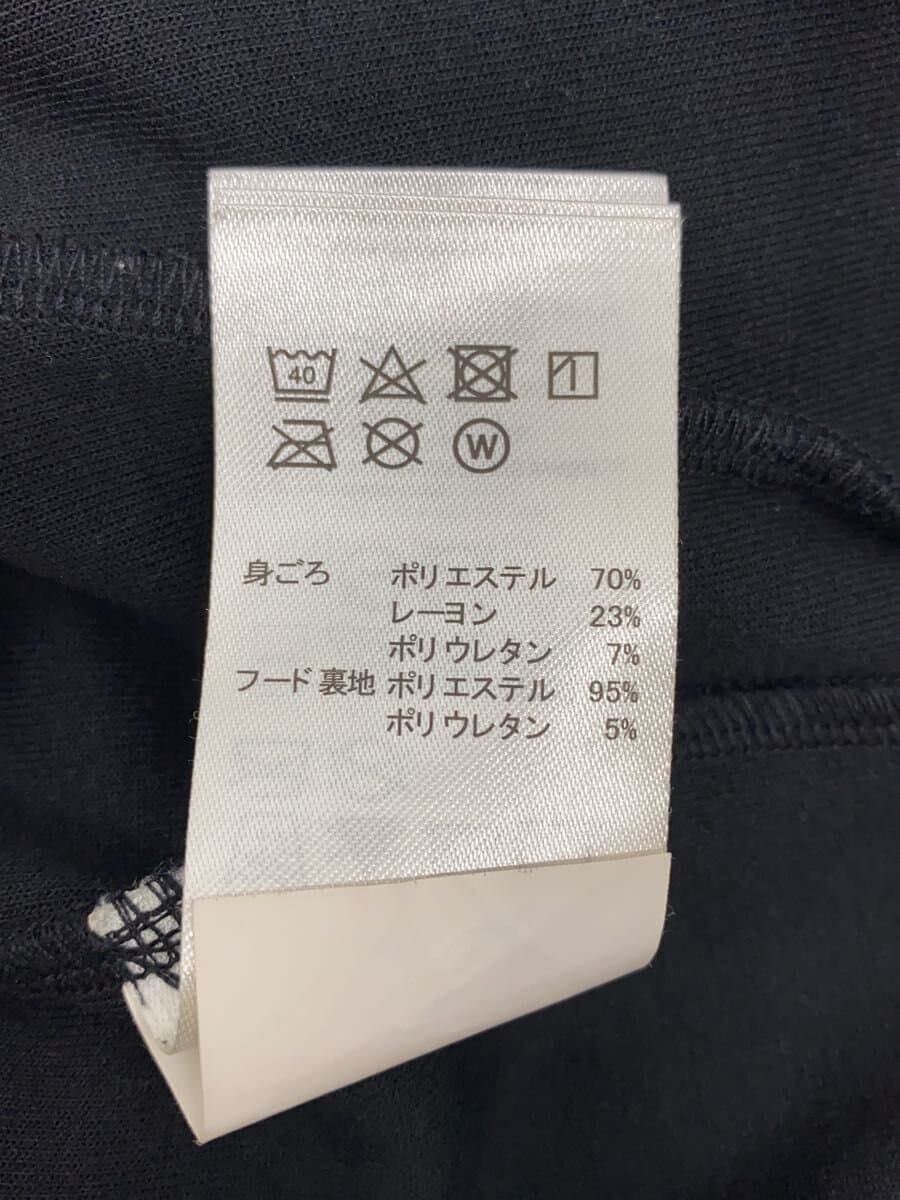 40
W
身ごろ ポリエステル 70%
レーヨン 23%
ポリウレタン 7%
フード裏地 ポリエステル 95%
ポリウレタン 5%